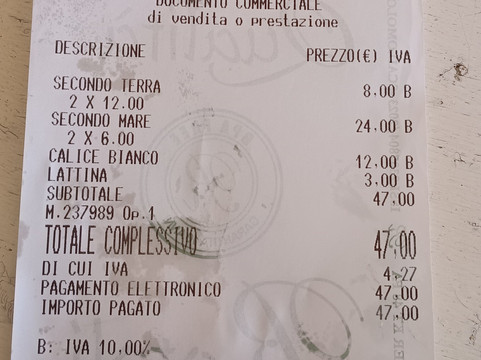 DOCUMENTO COMMERCIALE
di vendita o prestazione
DESCRIZIONE PREZZO(€) IVA
SECONDO TERRA 8,00 B
2 X 12.00
SECONDO MARE 24,00 B
2 X 6.00
CALICE BIANCO 12,00 B
LATTINA 3,00 B
SUBTOTALE 47,00
M.237989 Op.1
TOTALE COMPLESSIVO 47,00
DI CUI IVA 4,27
PAGAMENTO ELETTRONICO 47,00
IMPORTO PAGATO 47,00
B: IVA 10,00%